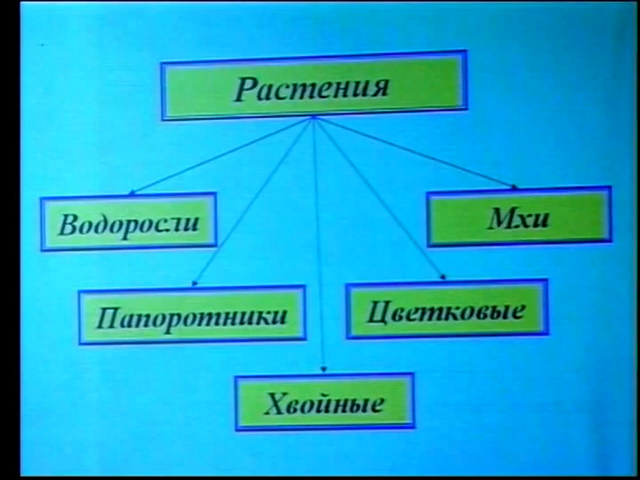 Растения
Водоросли
Мхи
Папоротники
Цветковые
Хвойные